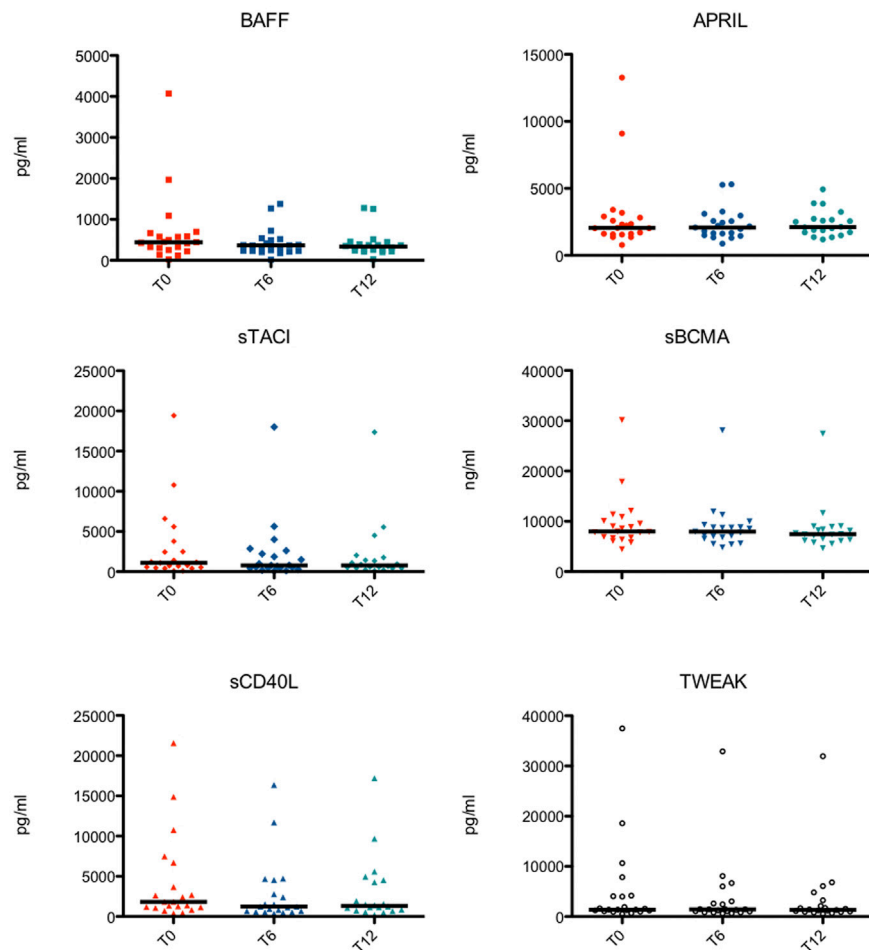 BAFF
5000
4000
3000
2000
1000
0
pg/ml
T0
T6
T12
APRIL
15000
10000
5000
0
pg/ml
T0
T6
T12
sTACI
25000
20000
15000
10000
5000
0
pg/ml
T0
T6
T12
sBCMA
40000
30000
20000
10000
0
ng/ml
T0
T6
T12
sCD40L
25000
20000
15000
10000
5000
0
pg/ml
T0
T6
T12
TWEAK
40000
30000
20000
10000
0
pg/ml
T0
T6
T12